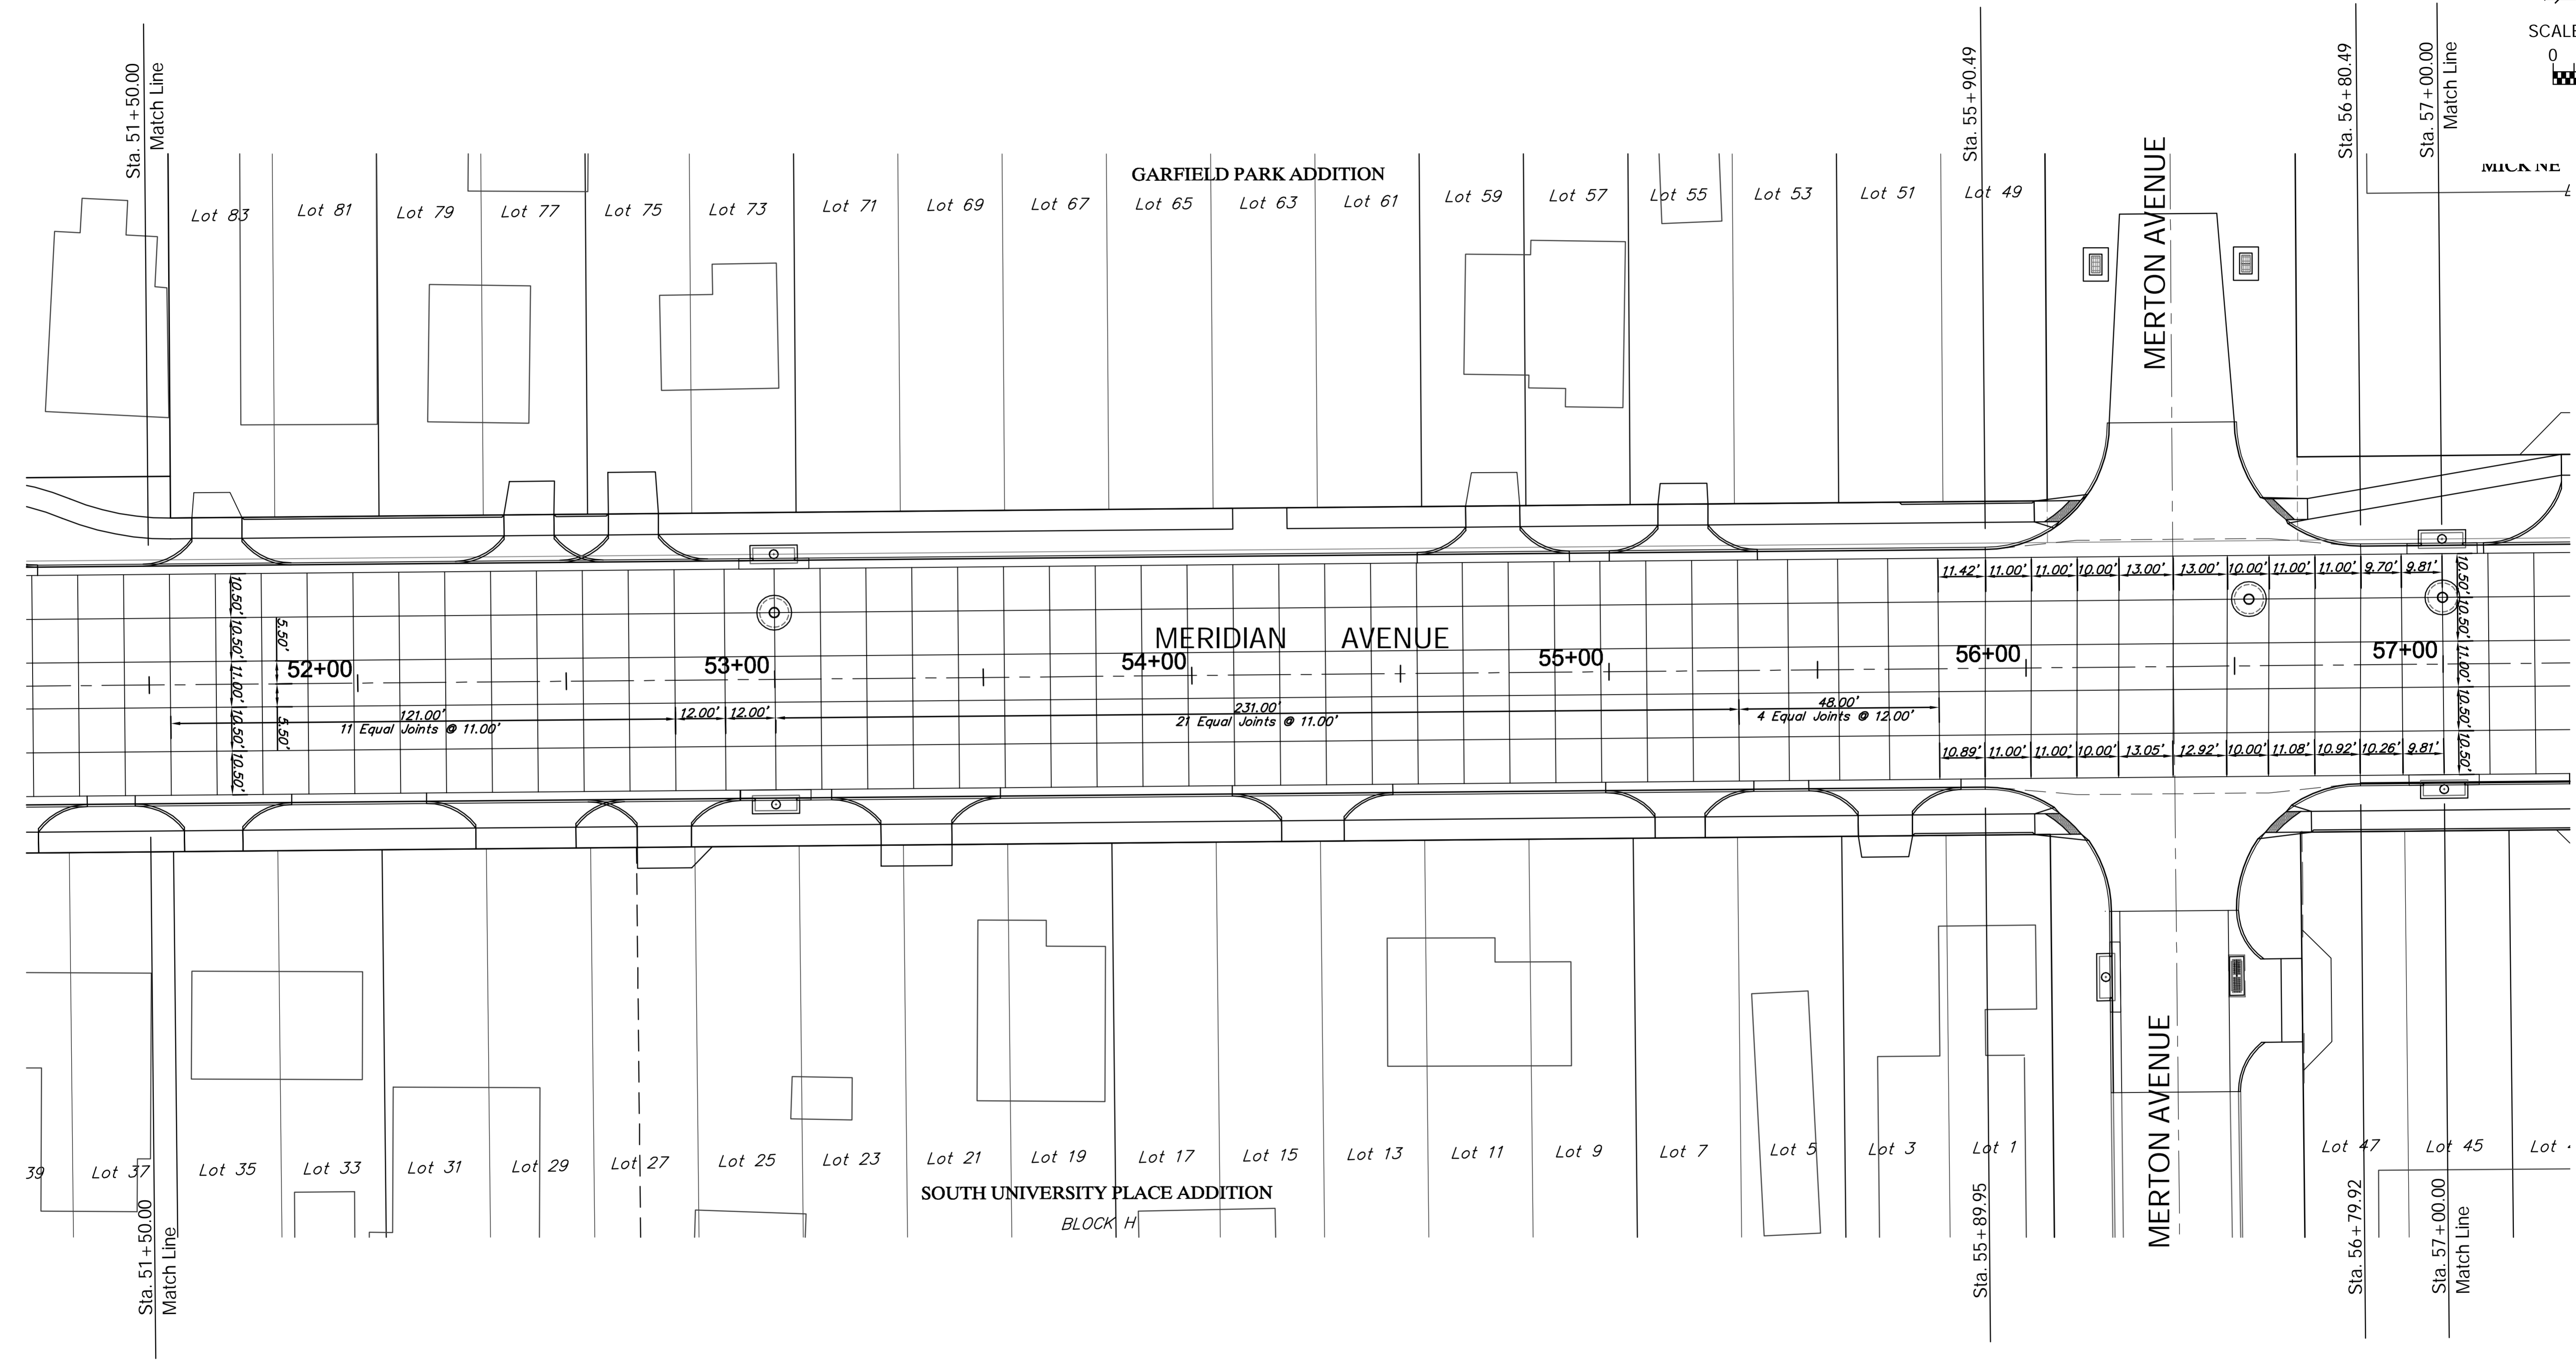 Sta. 51+50.00
Match Line
Sta. 55+90.49
Sta. 56+80.49
Sta. 57+00.00
Match Line
SCALE
0
GARFIELD PARK ADDITION
MERTON AVENUE
Lot 83
Lot 81
Lot 79
Lot 77
Lot 75
Lot 73
Lot 71
Lot 69
Lot 67
Lot 65
Lot 63
Lot 61
Lot 59
Lot 57
Lot 55
Lot 53
Lot 51
Lot 49
11.42'
11.00'
11.00'
10.00'
13.00'
13.00'
10.00'
11.00'
11.00'
9.70'
9.81'
10.50'
10.50'
11.00'
10.50'
10.50'
5.50'
5.50'
10.50'
10.50'
11.00'
10.50'
10.50'
MERIDIAN AVENUE
52+00
53+00
54+00
55+00
56+00
57+00
121.00'
11 Equal Joints @ 11.00'
12.00'
12.00'
231.00'
21 Equal Joints @ 11.00'
48.00'
4 Equal Joints @ 12.00'
10.89'
11.00'
11.00'
10.00'
13.05'
12.92'
10.00'
11.08'
10.92'
10.26'
9.81'
39
Lot 37
Lot 35
Lot 33
Lot 31
Lot 29
Lot 27
Lot 25
Lot 23
Lot 21
Lot 19
Lot 17
Lot 15
Lot 13
Lot 11
Lot 9
Lot 7
Lot 5
Lot 3
Lot 1
Lot 47
Lot 45
Lot
SOUTH UNIVERSITY PLACE ADDITION
BLOCK H
MERTON AVENUE
Sta. 51+50.00
Match Line
Sta. 55+89.95
Sta. 56+79.92
Sta. 57+00.00
Match Line